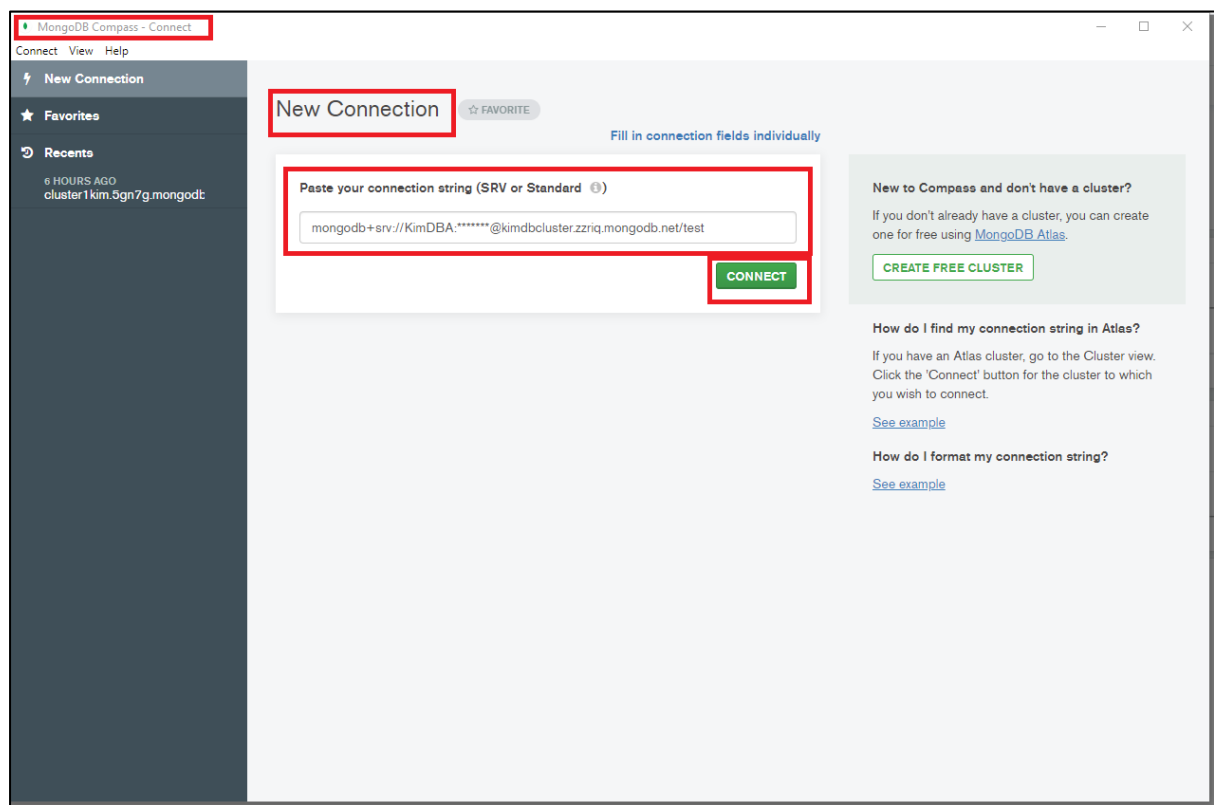 MongoDB Compass - Connect
Connect View Help
New Connection
Favorites
Recents
6 HOURS AGO
cluster1kim.5gn7g.mongodb
New Connection
FAVORITE
Fill in connection fields individually
Paste your connection string (SRV or Standard )
mongodb+srv://KimDBA:*******@kimdbcluster.zzriq.mongodb.net/test
CONNECT
New to Compass and don't have a cluster?
If you don't already have a cluster, you can create
one for free using MongoDB Atlas.
CREATE FREE CLUSTER
How do I find my connection string in Atlas?
If you have an Atlas cluster, go to the Cluster view.
Click the 'Connect' button for the cluster to which
you wish to connect.
See example
How do I format my connection string?
See example